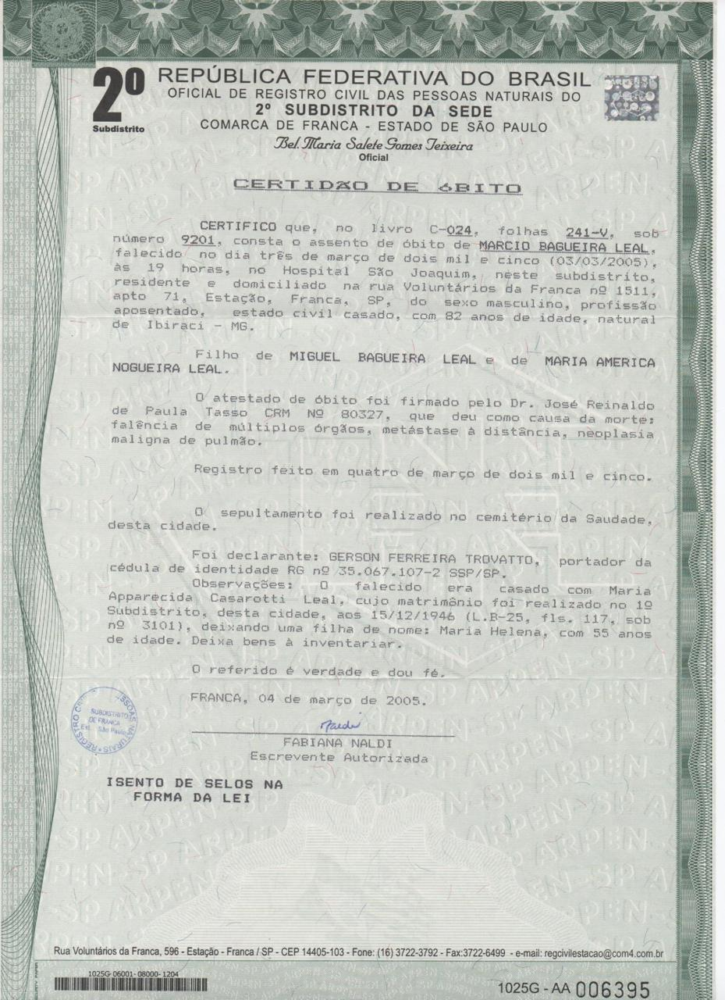 2º
Subdistrito
REPÚBLICA FEDERATIVA DO BRASIL
OFICIAL DE REGISTRO CIVIL DAS PESSOAS NATURAIS DO
2º SUBDISTRITO DA SEDE
COMARCA DE FRANCA - ESTADO DE SÃO PAULO
Bel. Maria Salete Gomes Teixeira
Oficial
CERTIDÃO DE ÓBITO
CERTIFICO que, no livro C-024, folhas 241-V, sob
número 9201, consta o assento de óbito de MARCIO BAGUEIRA LEAL,
falecido no dia três de março de dois mil e cinco (03/03/2005),
às 19 horas, no Hospital São Joaquim, neste subdistrito,
residente e domiciliado na rua Voluntários da Franca nº 1511,
apto 71, Estação, Franca, SP, do sexo masculino, profissão
aposentado, estado civil casado, com 82 anos de idade, natural
de Ibiraci - MG.
Filho de MIGUEL BAGUEIRA LEAL e de MARIA AMERICA
NOGUEIRA LEAL.
O atestado de óbito foi firmado pelo Dr. José Reinaldo
de Paula Tasso CRM Nº 80327, que deu como causa da morte:
falência de múltiplos órgãos, metástase à distância, neoplasia
maligna de pulmão.
Registro feito em quatro de março de dois mil e cinco.
O sepultamento foi realizado no cemitério da Saudade,
desta cidade.
Foi declarante: GERSON FERREIRA TROVATTO, portador da
cédula de identidade RG nº 35.067.107-2 SSP/SP.
Observações: O falecido era casado com Maria
Aparecida Casarotti Leal, cujo matrimônio foi realizado no 1º
Subdistrito, desta cidade, aos 15/12/1946 (L.B-25, fls. 117, sob
nº 3101), deixando uma filha de nome: Maria Helena, com 55 anos
de idade. Deixa bens à inventariar.
O referido é verdade e dou fé.
FRANCA, 04 de março de 2005.
Naldi
FABIANA NALDI
Escrevente Autorizada
SUBDISTRITO
DE FRANCA
Est. São Paulo
ISENTO DE SELOS NA
FORMA DA LEI
Rua Voluntários da Franca, 596 - Estação - Franca / SP - CEP 14405-103 - Fone: (16) 3722-3792 - Fax:3722-6499 - e-mail: regcivilestacao@com4.com.br
1025G-06001-08000-1204
1025G - AA 006395